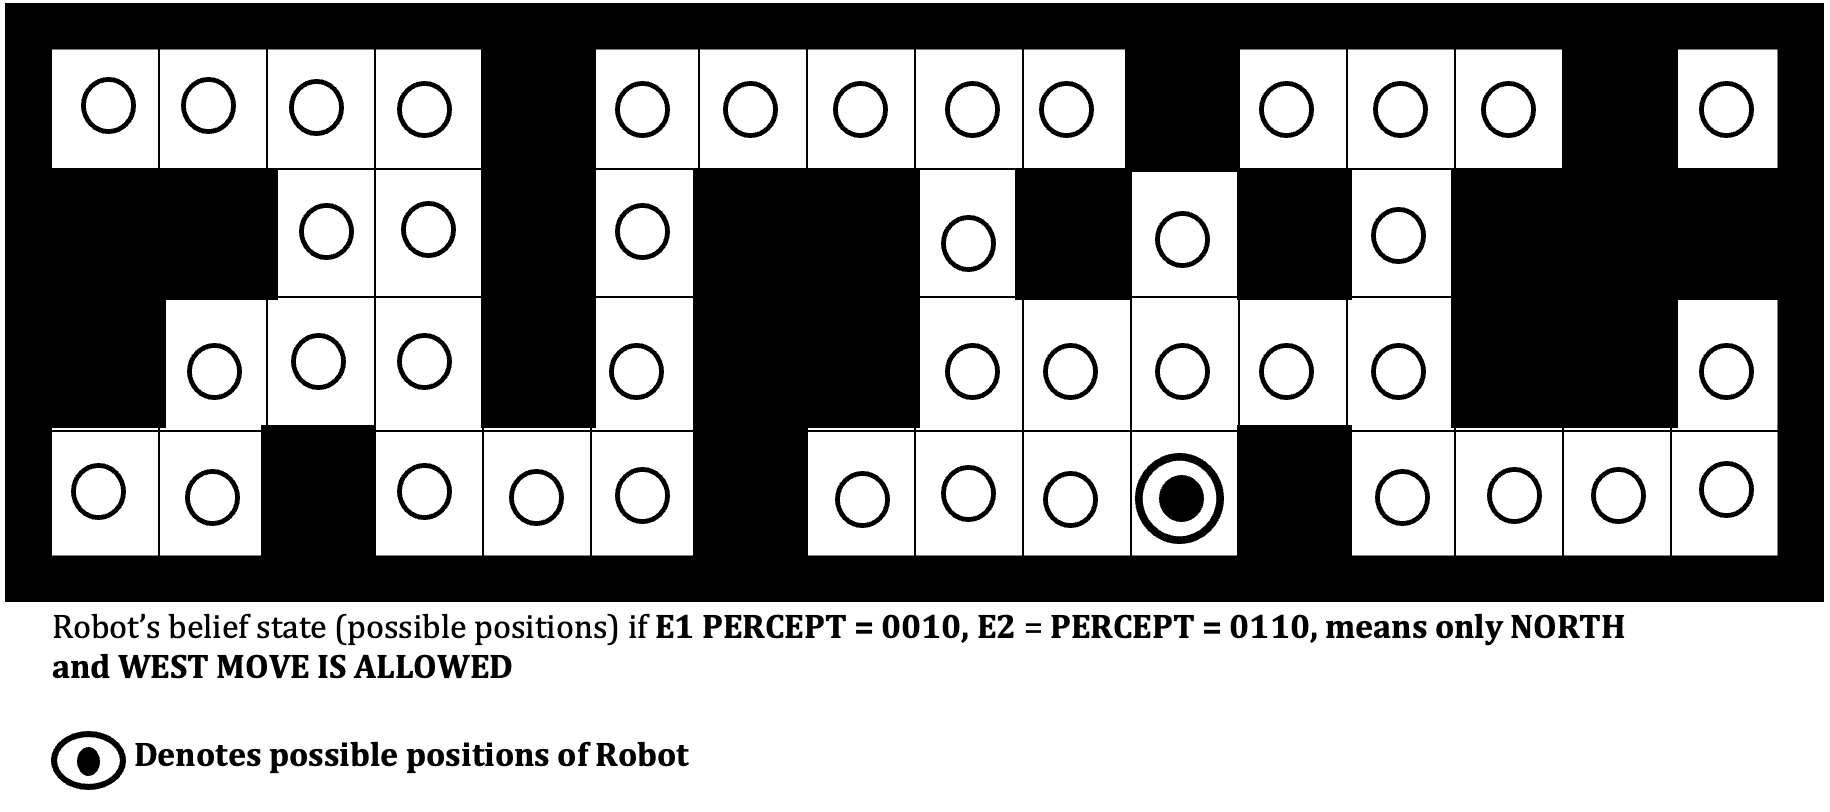 Robot's belief state (possible positions) if E1 PERCEPT = 0010, E2 = PERCEPT = 0110, means only NORTH
and WEST MOVE IS ALLOWED
Denotes possible positions of Robot